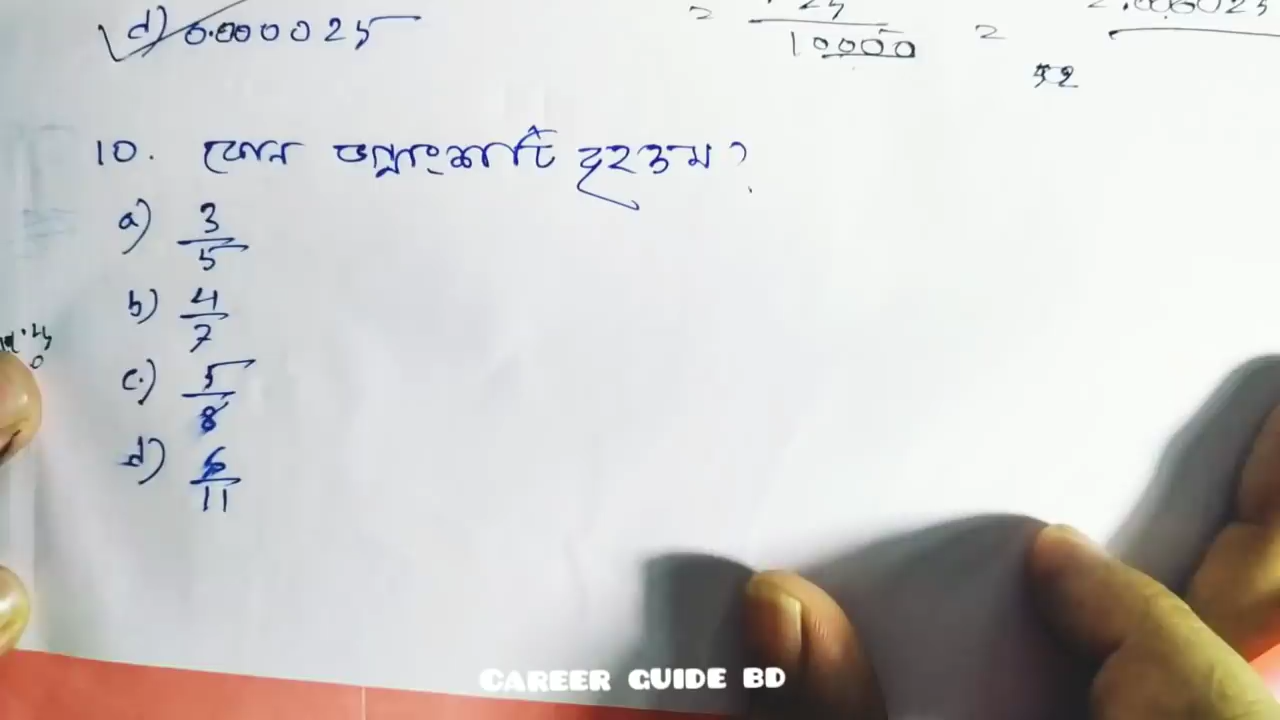 d) 0.000025
= 10000 =
10. কোন ভগ্নাংশটি বৃহত্তম ?
a) 3/5
b) 4/7
c) 5/8
d) 6/11
CAREER GUIDE BD